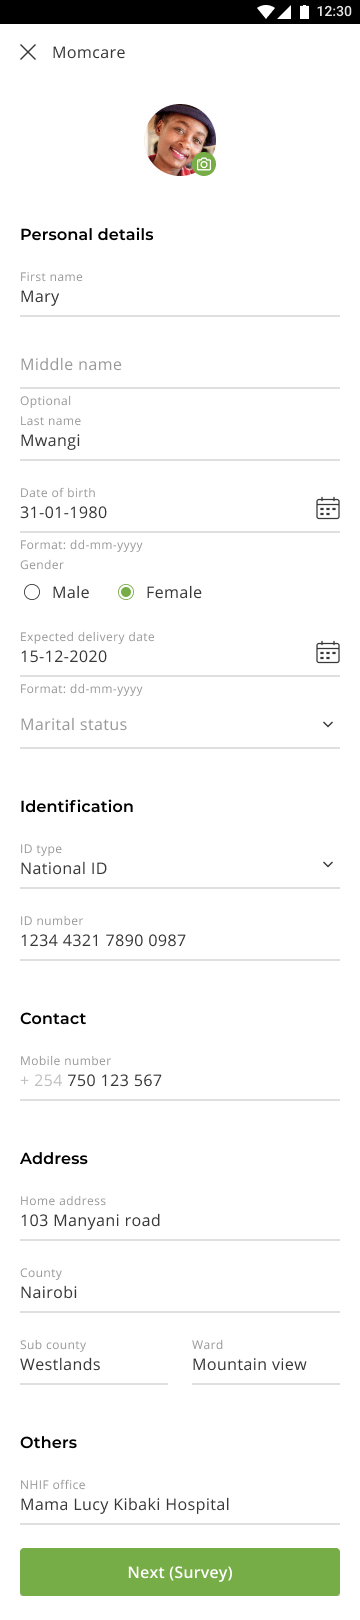 12:30
Momcare
Personal details
First name
Mary
Middle name
Optional
Last name
Mwangi
Date of birth
31-01-1980
Format: dd-mm-yyyy
Gender
Male Female
Expected delivery date
15-12-2020
Format: dd-mm-yyyy
Marital status
Identification
ID type
National ID
ID number
1234 4321 7890 0987
Contact
Mobile number
+ 254 750 123 567
Address
Home address
103 Manyani road
County
Nairobi
Sub county Ward
Westlands Mountain view
Others
NHIF office
Mama Lucy Kibaki Hospital
Next (Survey)